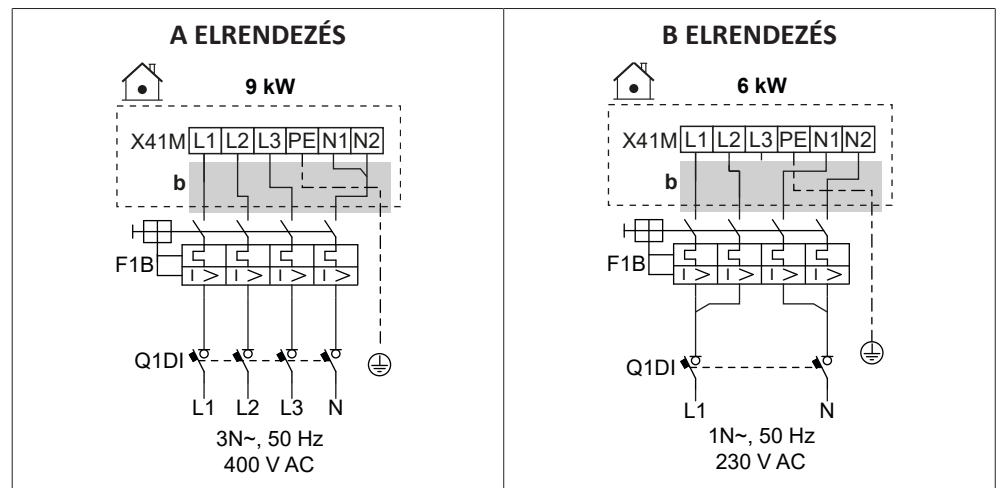 A ELRENDEZÉS
9 kW
X41M L1 L2 L3 PE N1 N2
b
F1B
I > I > I > I >
Q1DI
L1 L2 L3 N
3N~, 50 Hz
400 V AC
B ELRENDEZÉS
6 kW
X41M L1 L2 L3 PE N1 N2
b
F1B
I > I > I > I >
Q1DI
L1 N
1N~, 50 Hz
230 V AC